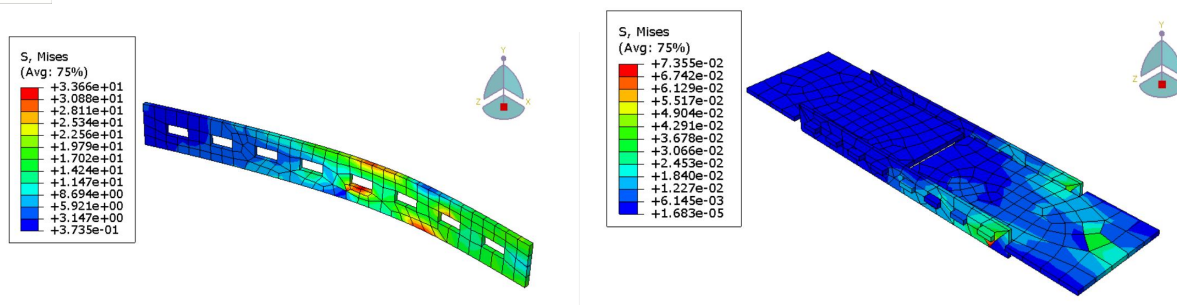 S, Mises
(Avg: 75%)
+3.366e+01
+3.088e+01
+2.811e+01
+2.534e+01
+2.256e+01
+1.979e+01
+1.702e+01
+1.424e+01
+1.147e+01
+8.694e+00
+5.921e+00
+3.147e+00
+3.735e-01
Y
Z
X
S, Mises
(Avg: 75%)
+7.355e-02
+6.742e-02
+6.129e-02
+5.517e-02
+4.904e-02
+4.291e-02
+3.678e-02
+3.066e-02
+2.453e-02
+1.840e-02
+1.227e-02
+6.145e-03
+1.683e-05
Y
Z